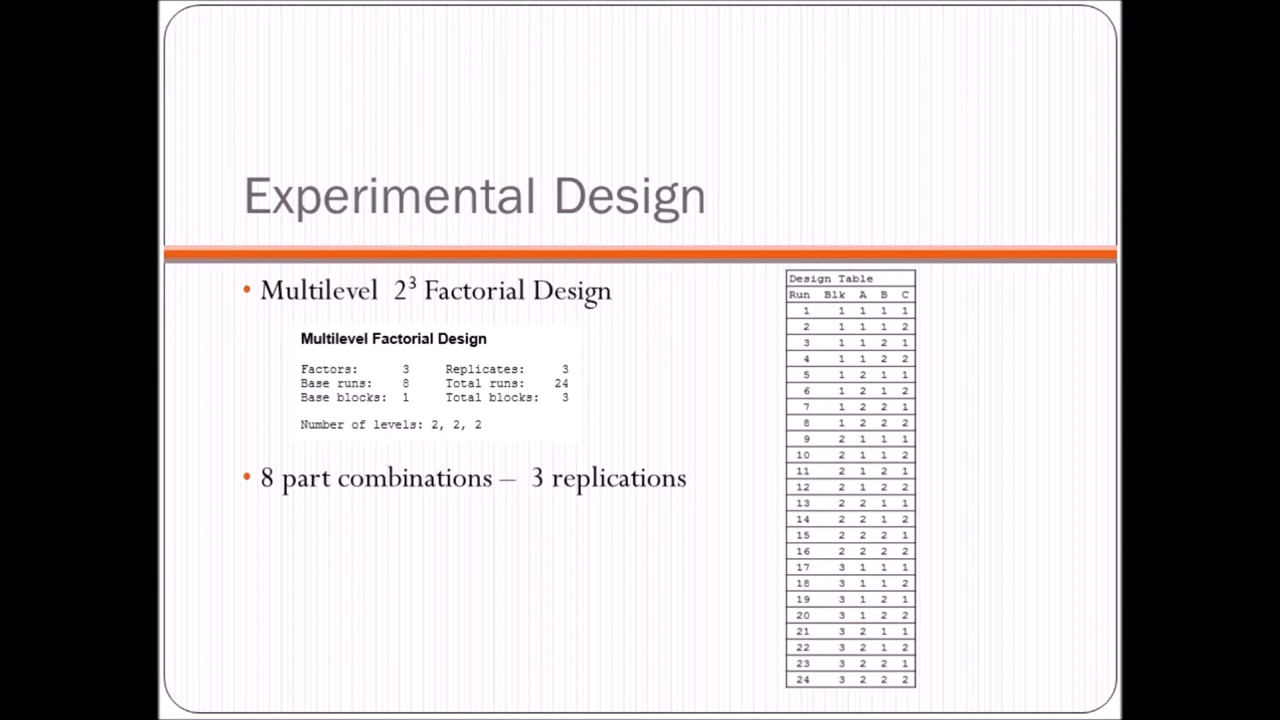 Experimental Design
• Multilevel 2³ Factorial Design
Multilevel Factorial Design
Factors: 3 Replicates: 3
Base runs: 8 Total runs: 24
Base blocks: 1 Total blocks: 3
Number of levels: 2, 2, 2
• 8 part combinations – 3 replications
Design Table
Run Blk A B C
1 1 1 1 1
2 1 1 1 2
3 1 1 2 1
4 1 1 2 2
5 1 2 1 1
6 1 2 1 2
7 1 2 2 1
8 1 2 2 2
9 2 1 1 1
10 2 1 1 2
11 2 1 2 1
12 2 1 2 2
13 2 2 1 1
14 2 2 1 2
15 2 2 2 1
16 2 2 2 2
17 3 1 1 1
18 3 1 1 2
19 3 1 2 1
20 3 1 2 2
21 3 2 1 1
22 3 2 1 2
23 3 2 2 1
24 3 2 2 2